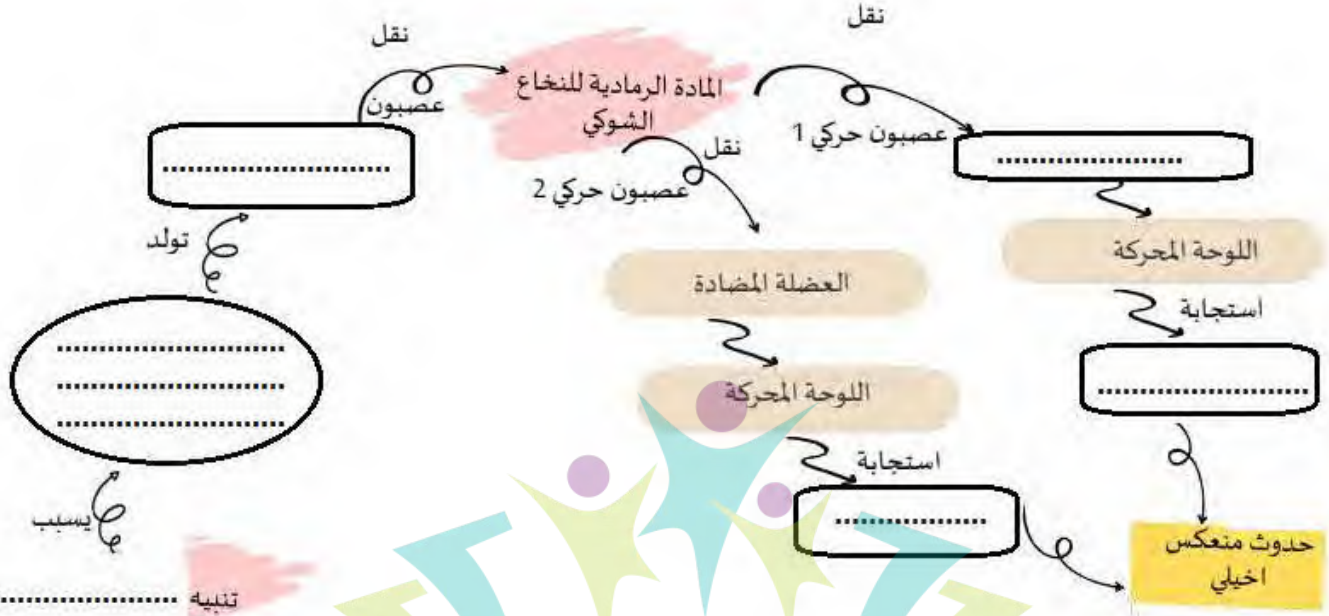 نقل
نقل
المادة الرمادية للنخاع
الشوكي
عصبون
عصبون حركي 1
....................
....................
نقل
عصبون حركي 2
تولد
اللوحة المحركة
العضلة المضادة
استجابة
....................
....................
....................
....................
اللوحة المحركة
استجابة
....................
يسبب
حدوث منعكس
اخيلي
تنبيه ....................